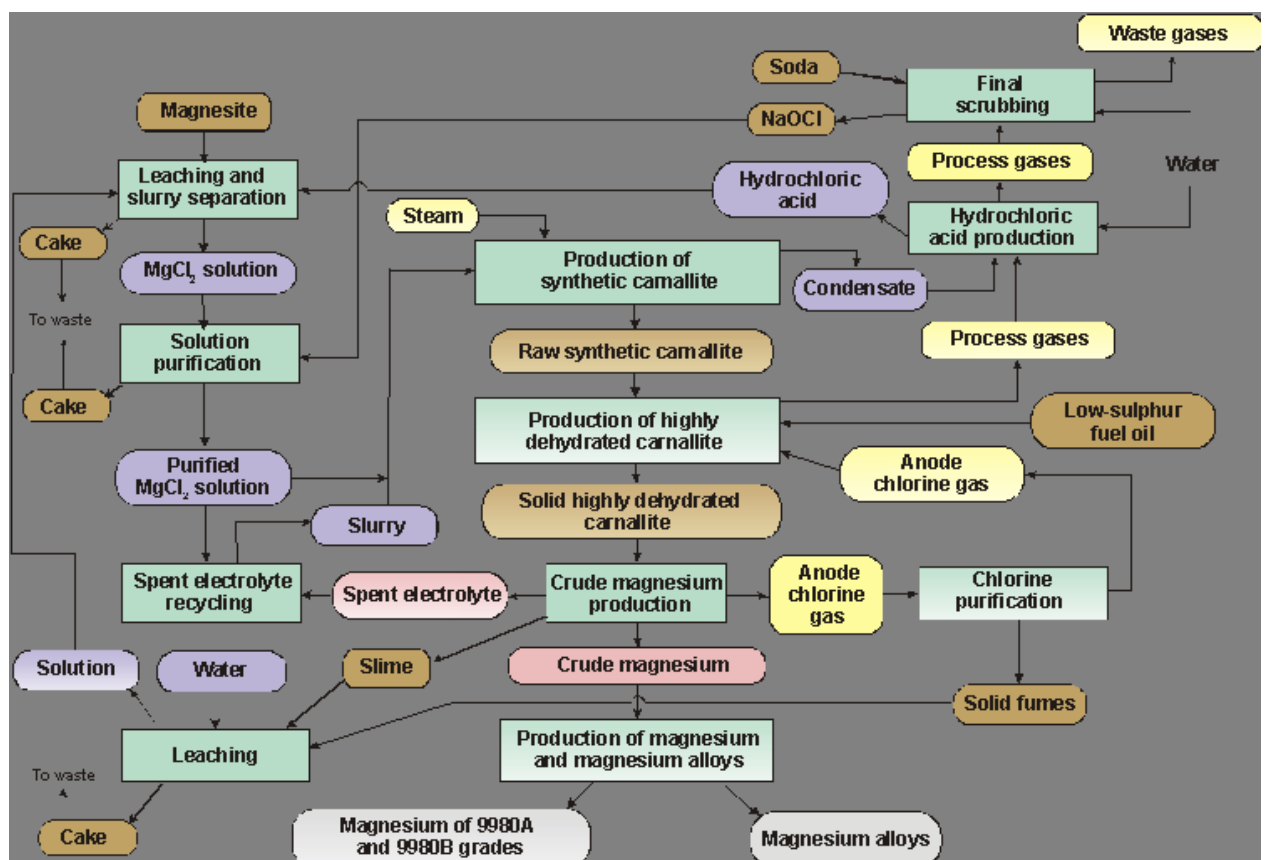 Waste gases
Soda
Final
scrubbing
Magnesite
NaOCl
Process gases
Water
Leaching and
slurry separation
Hydrochloric
acid
Steam
Hydrochloric
acid production
Cake
MgCl₂ solution
Production of
synthetic carnallite
Condensate
To waste
Solution
purification
Raw synthetic carnallite
Process gases
Cake
Production of highly
dehydrated carnallite
Low-sulphur
fuel oil
Purified
MgCl₂ solution
Anode
chlorine gas
Solid highly dehydrated
carnallite
Slurry
Spent electrolyte
recycling
Spent electrolyte
Crude magnesium
production
Anode
chlorine
gas
Chlorine
purification
Solution
Water
Slime
Crude magnesium
Solid fumes
Leaching
Production of magnesium
and magnesium alloys
To waste
Cake
Magnesium of 9980A
and 9980B grades
Magnesium alloys